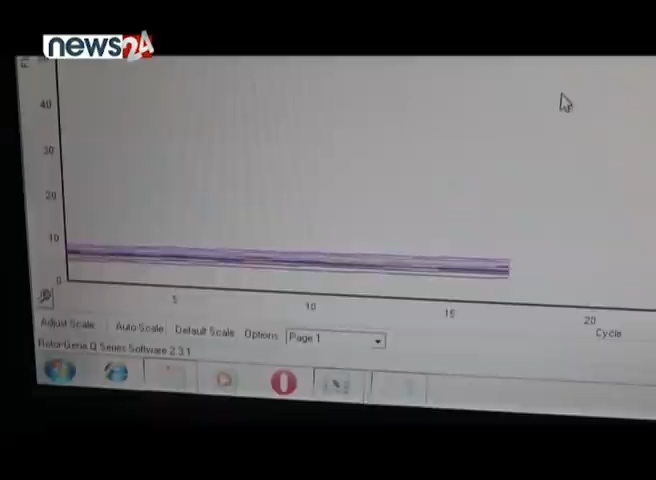 news24
40
30
20
10
0
5 10 15 20
Cycle
Adjust Scale Auto Scale Default Scale Options Page 1
Rotor-Gene Q Series Software 2.3.1